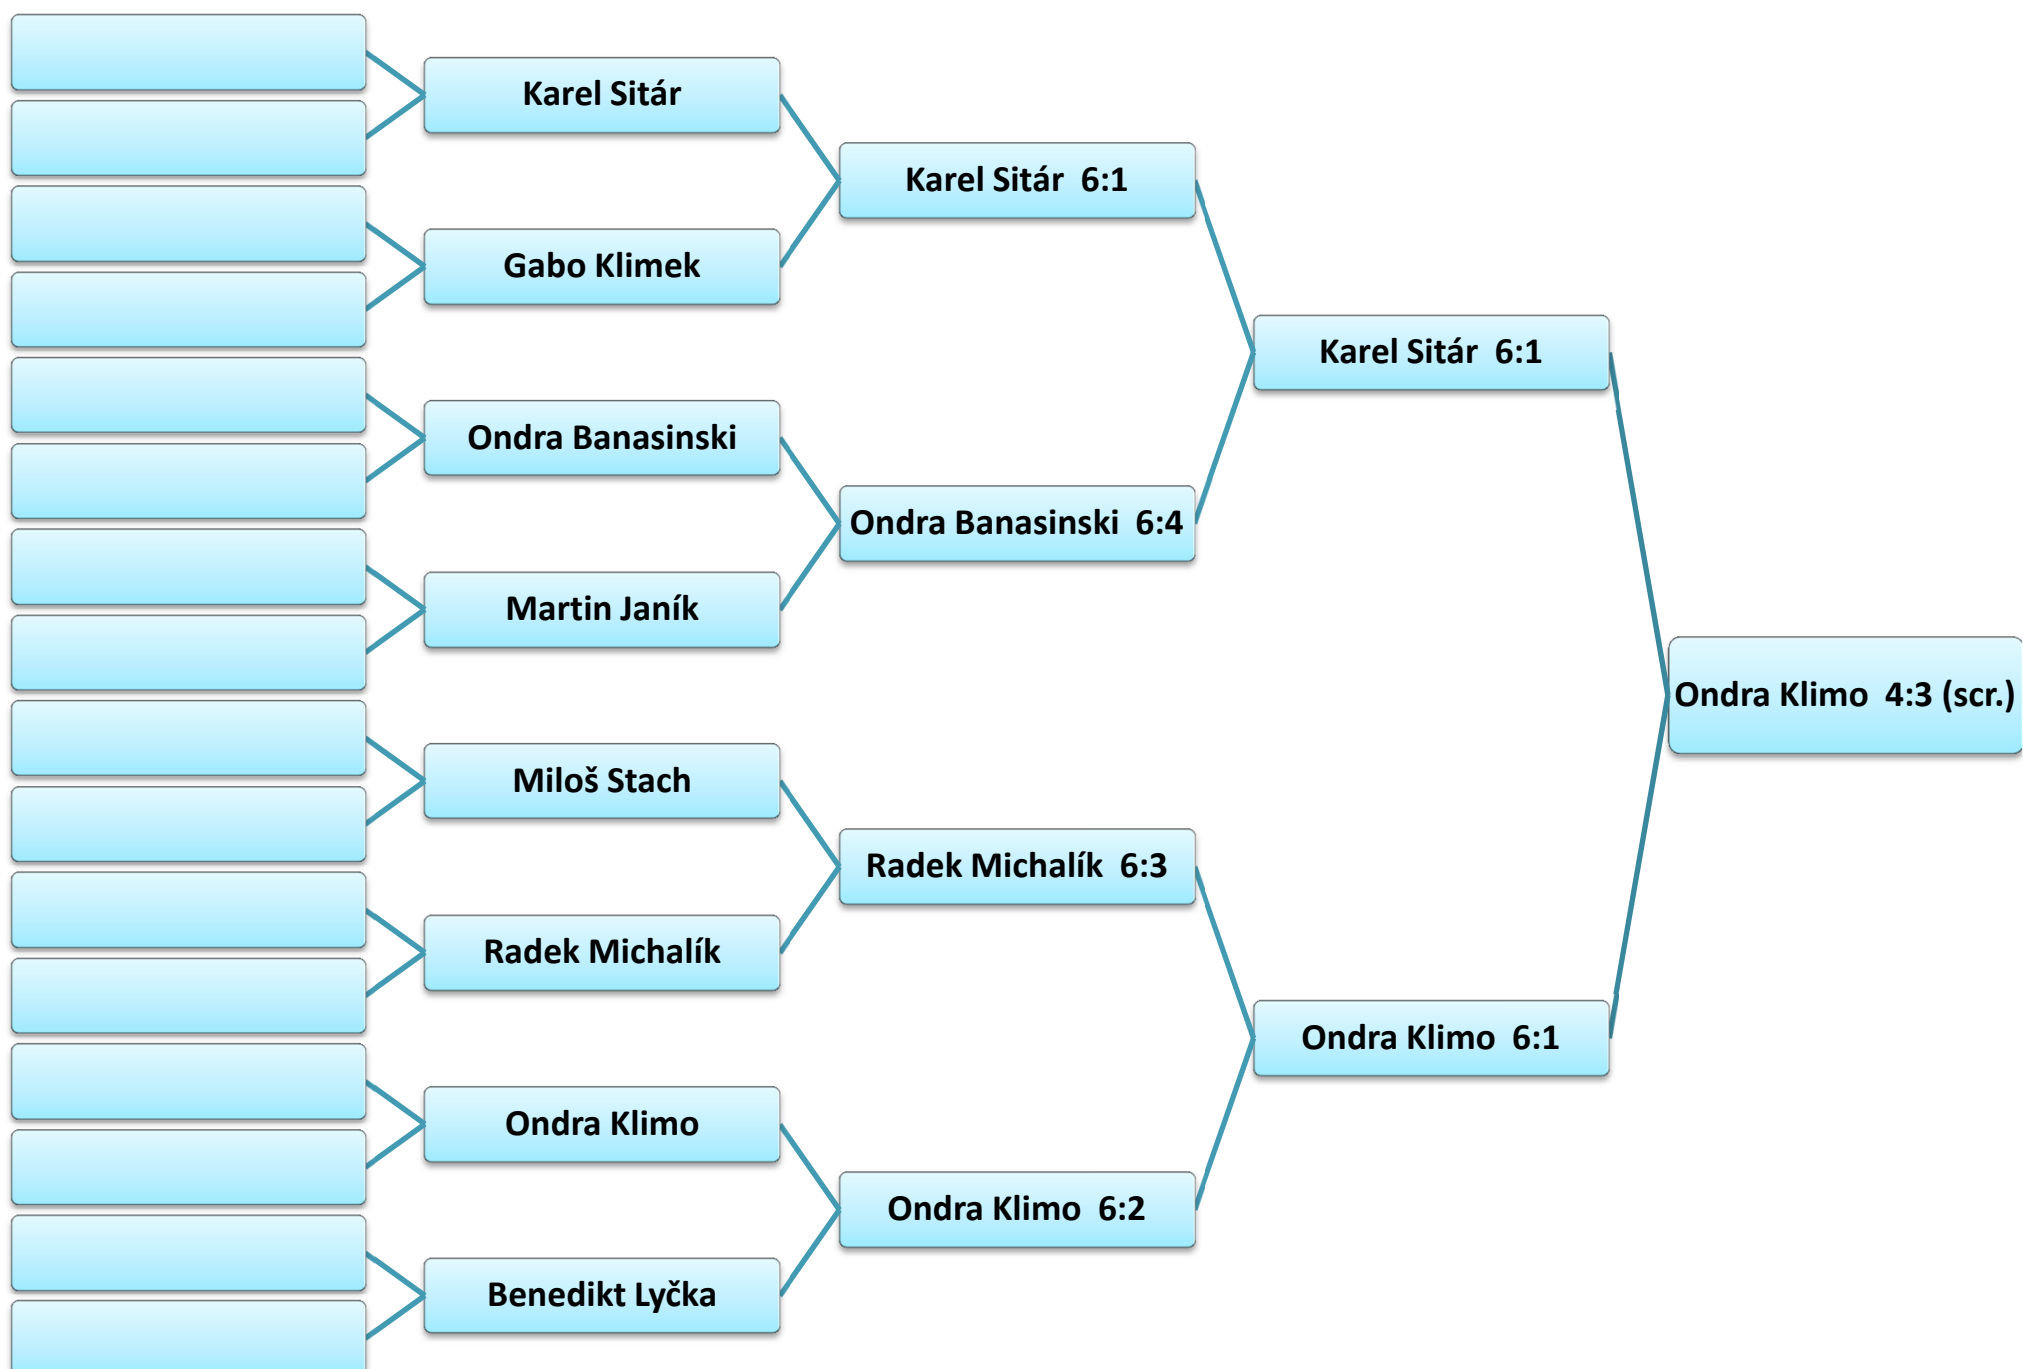 Karel Sitár
Gabo Klimek
Ondra Banasinski
Martin Janík
Miloš Stach
Radek Michalík
Ondra Klimo
Benedikt Lyčka
Karel Sitár  6:1
Ondra Banasinski  6:4
Radek Michalík  6:3
Ondra Klimo  6:2
Karel Sitár  6:1
Ondra Klimo  6:1
Ondra Klimo  4:3 (scr.)